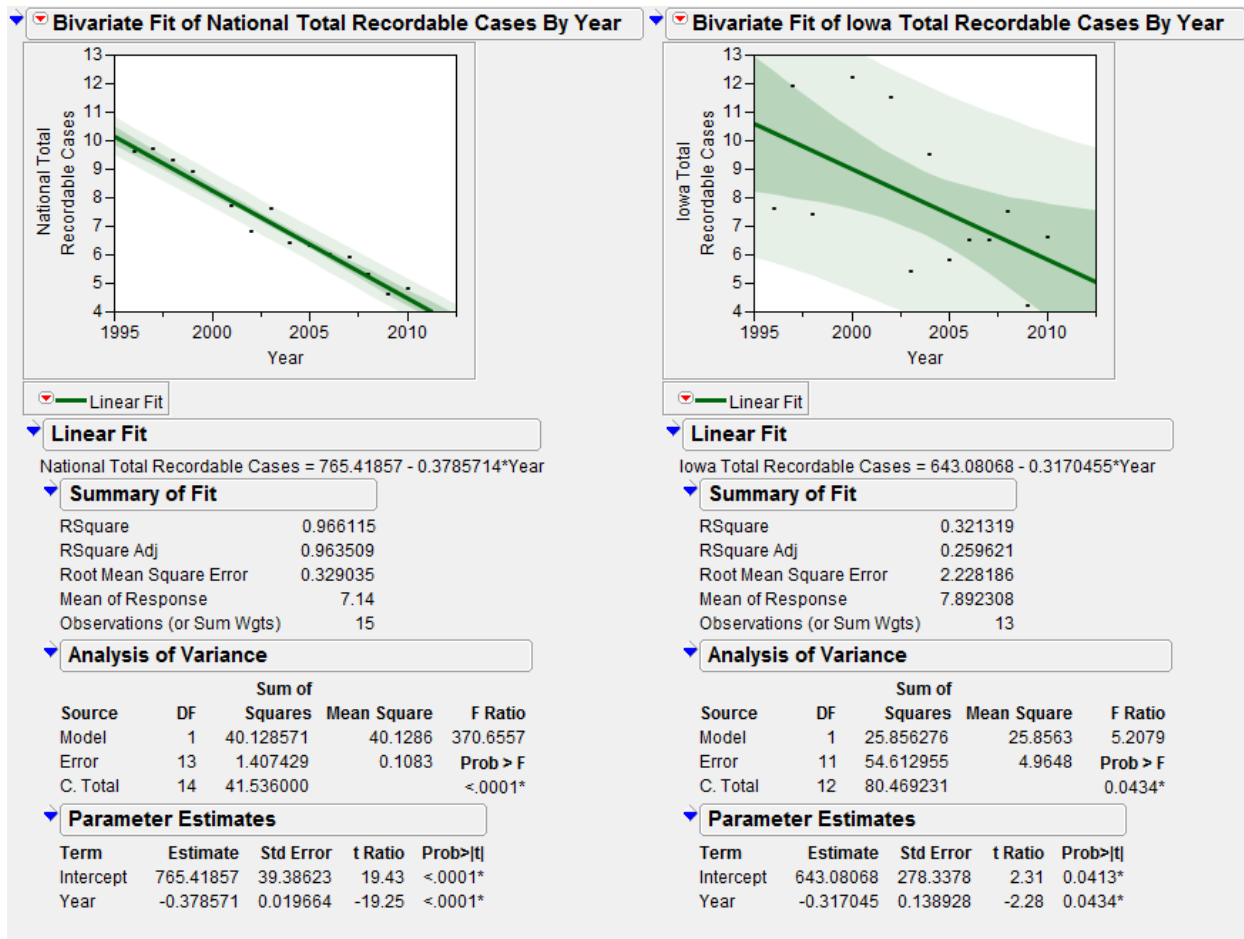 Bivariate Fit of National Total Recordable Cases By Year
13
12
11
10
9
8
7
6
5
4
National Total
Recordable Cases
1995 2000 2005 2010
Year
Linear Fit
Linear Fit
National Total Recordable Cases = 765.41857 - 0.3785714*Year
Summary of Fit
RSquare 0.966115
RSquare Adj 0.963509
Root Mean Square Error 0.329035
Mean of Response 7.14
Observations (or Sum Wgts) 15
Analysis of Variance
Sum of
Source DF Squares Mean Square F Ratio
Model 1 40.128571 40.1286 370.6557
Error 13 1.407429 0.1083 Prob > F
C. Total 14 41.536000 <.0001*
Parameter Estimates
Term Estimate Std Error t Ratio Prob>|t|
Intercept 765.41857 39.38623 19.43 <.0001*
Year -0.378571 0.019664 -19.25 <.0001*
Bivariate Fit of Iowa Total Recordable Cases By Year
13
12
11
10
9
8
7
6
5
4
Iowa Total
Recordable Cases
1995 2000 2005 2010
Year
Linear Fit
Linear Fit
Iowa Total Recordable Cases = 643.08068 - 0.3170455*Year
Summary of Fit
RSquare 0.321319
RSquare Adj 0.259621
Root Mean Square Error 2.228186
Mean of Response 7.892308
Observations (or Sum Wgts) 13
Analysis of Variance
Sum of
Source DF Squares Mean Square F Ratio
Model 1 25.856276 25.8563 5.2079
Error 11 54.612955 4.9648 Prob > F
C. Total 12 80.469231 0.0434*
Parameter Estimates
Term Estimate Std Error t Ratio Prob>|t|
Intercept 643.08068 278.3378 2.31 0.0413*
Year -0.317045 0.138928 -2.28 0.0434*